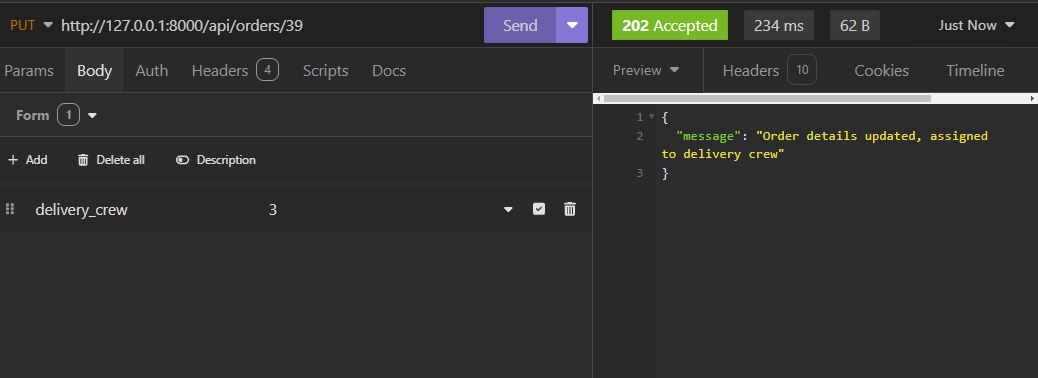 PUT http://127.0.0.1:8000/api/orders/39 Send
202 Accepted 234 ms 62 B Just Now
Params Body Auth Headers 4 Scripts Docs
Preview Headers 10 Cookies Timeline
Form 1
+ Add Delete all Description
delivery_crew 3
1 {
2 "message": "Order details updated, assigned
to delivery crew"
3 }